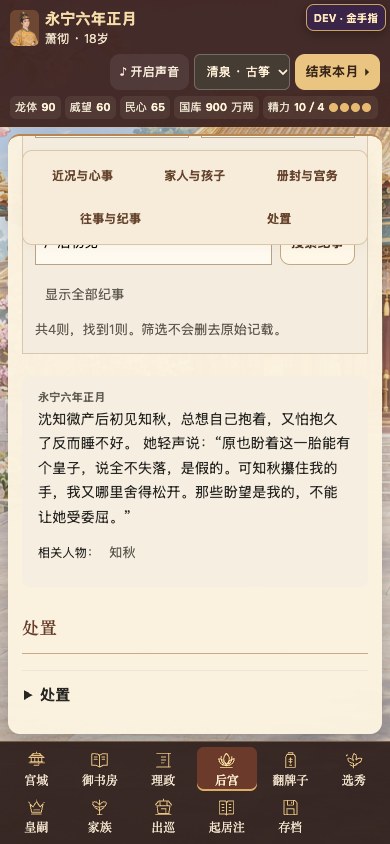 永宁六年正月
萧彻 · 18岁
DEV · 金手指
♪ 开启声音
清泉 · 古筝
结束本月
龙体 90
威望 60
民心 65
国库 900 万两
精力 10 / 4
近况与心事
家人与孩子
册封与宫务
往事与纪事
处置
显示全部纪事
共4则，找到1则。筛选不会删去原始记载。
永宁六年正月
沈知微产后初见知秋，总想自己抱着，又怕抱久
了反而睡不好。 她轻声说：“原也盼着这一胎能有
个皇子，说全不失落，是假的。可知秋攥住我的
手，我又哪里舍得松开。那些盼望是我的，不能
让她受委屈。”
相关人物： 知秋
处置
▶ 处置
宫城
御书房
理政
后宫
翻牌子
选秀
皇嗣
家族
出巡
起居注
存档